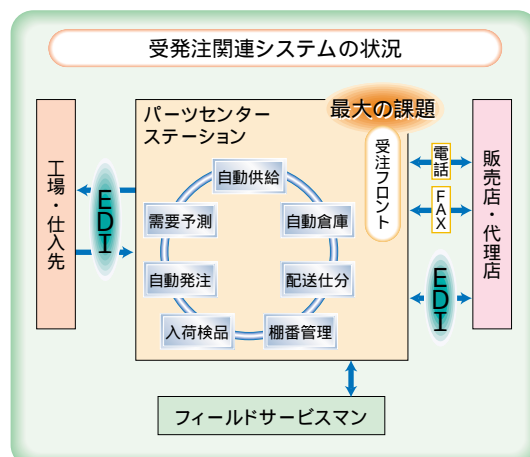 受発注関連システムの状況
パーツセンター
ステーション
最大の課題
受注フロント
工場・仕入先
EDI
自動供給
需要予測
自動倉庫
自動発注
配送仕分
入荷検品
棚番管理
電話
FAX
EDI
販売店・代理店
フィールドサービスマン